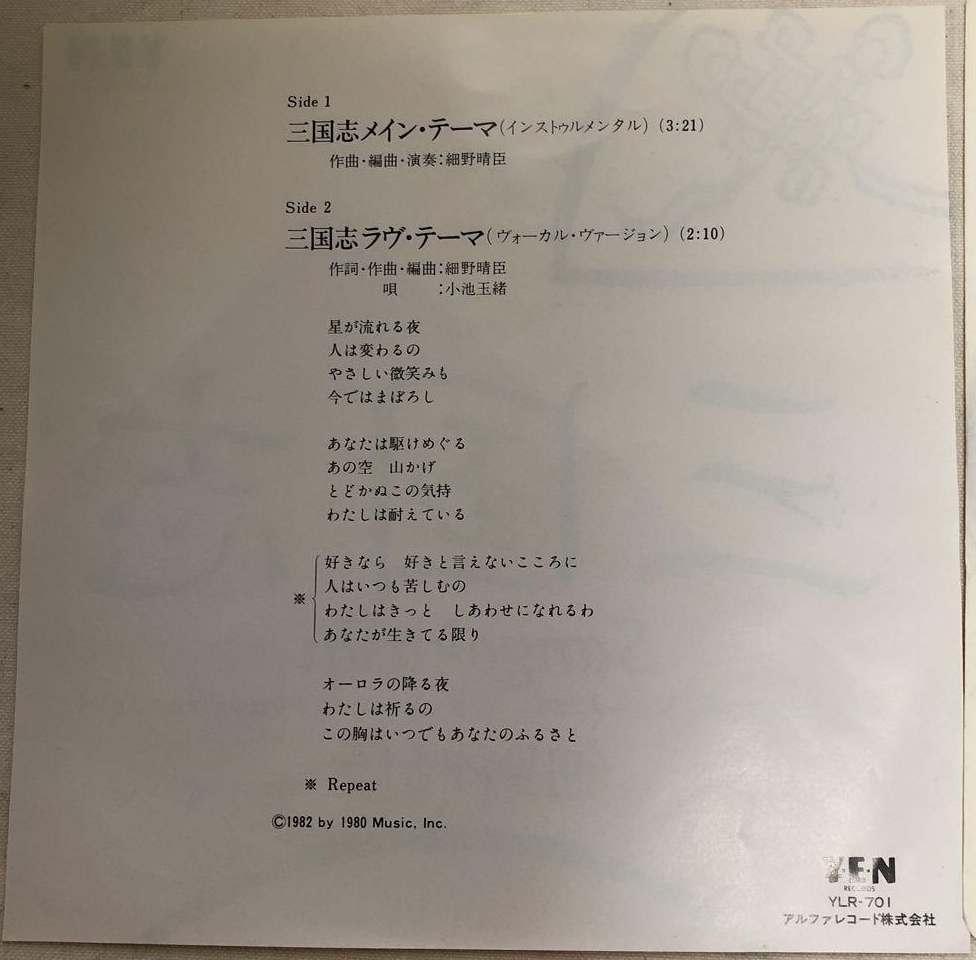 Side 1
三国志メイン・テーマ(インストゥルメンタル) (3:21)
作曲・編曲・演奏：細野晴臣
Side 2
三国志ラヴ・テーマ(ヴォーカル・ヴァージョン) (2:10)
作詞・作曲・編曲：細野晴臣
唄　　：小池玉緒
星が流れる夜
人は変わるの
やさしい微笑みも
今ではまぼろし
あなたは駆けめぐる
あの空　山かげ
とどかぬこの気持
わたしは耐えている
好きなら　好きと言えないこころに
人はいつも苦しむの
※ わたしはきっと　しあわせになれるわ
あなたが生きてる限り
オーロラの降る夜
わたしは祈るの
この胸はいつでもあなたのふるさと
※ Repeat
©1982 by 1980 Music, Inc.
Y・E・N
RECORDS
YLR-701
アルファレコード株式会社